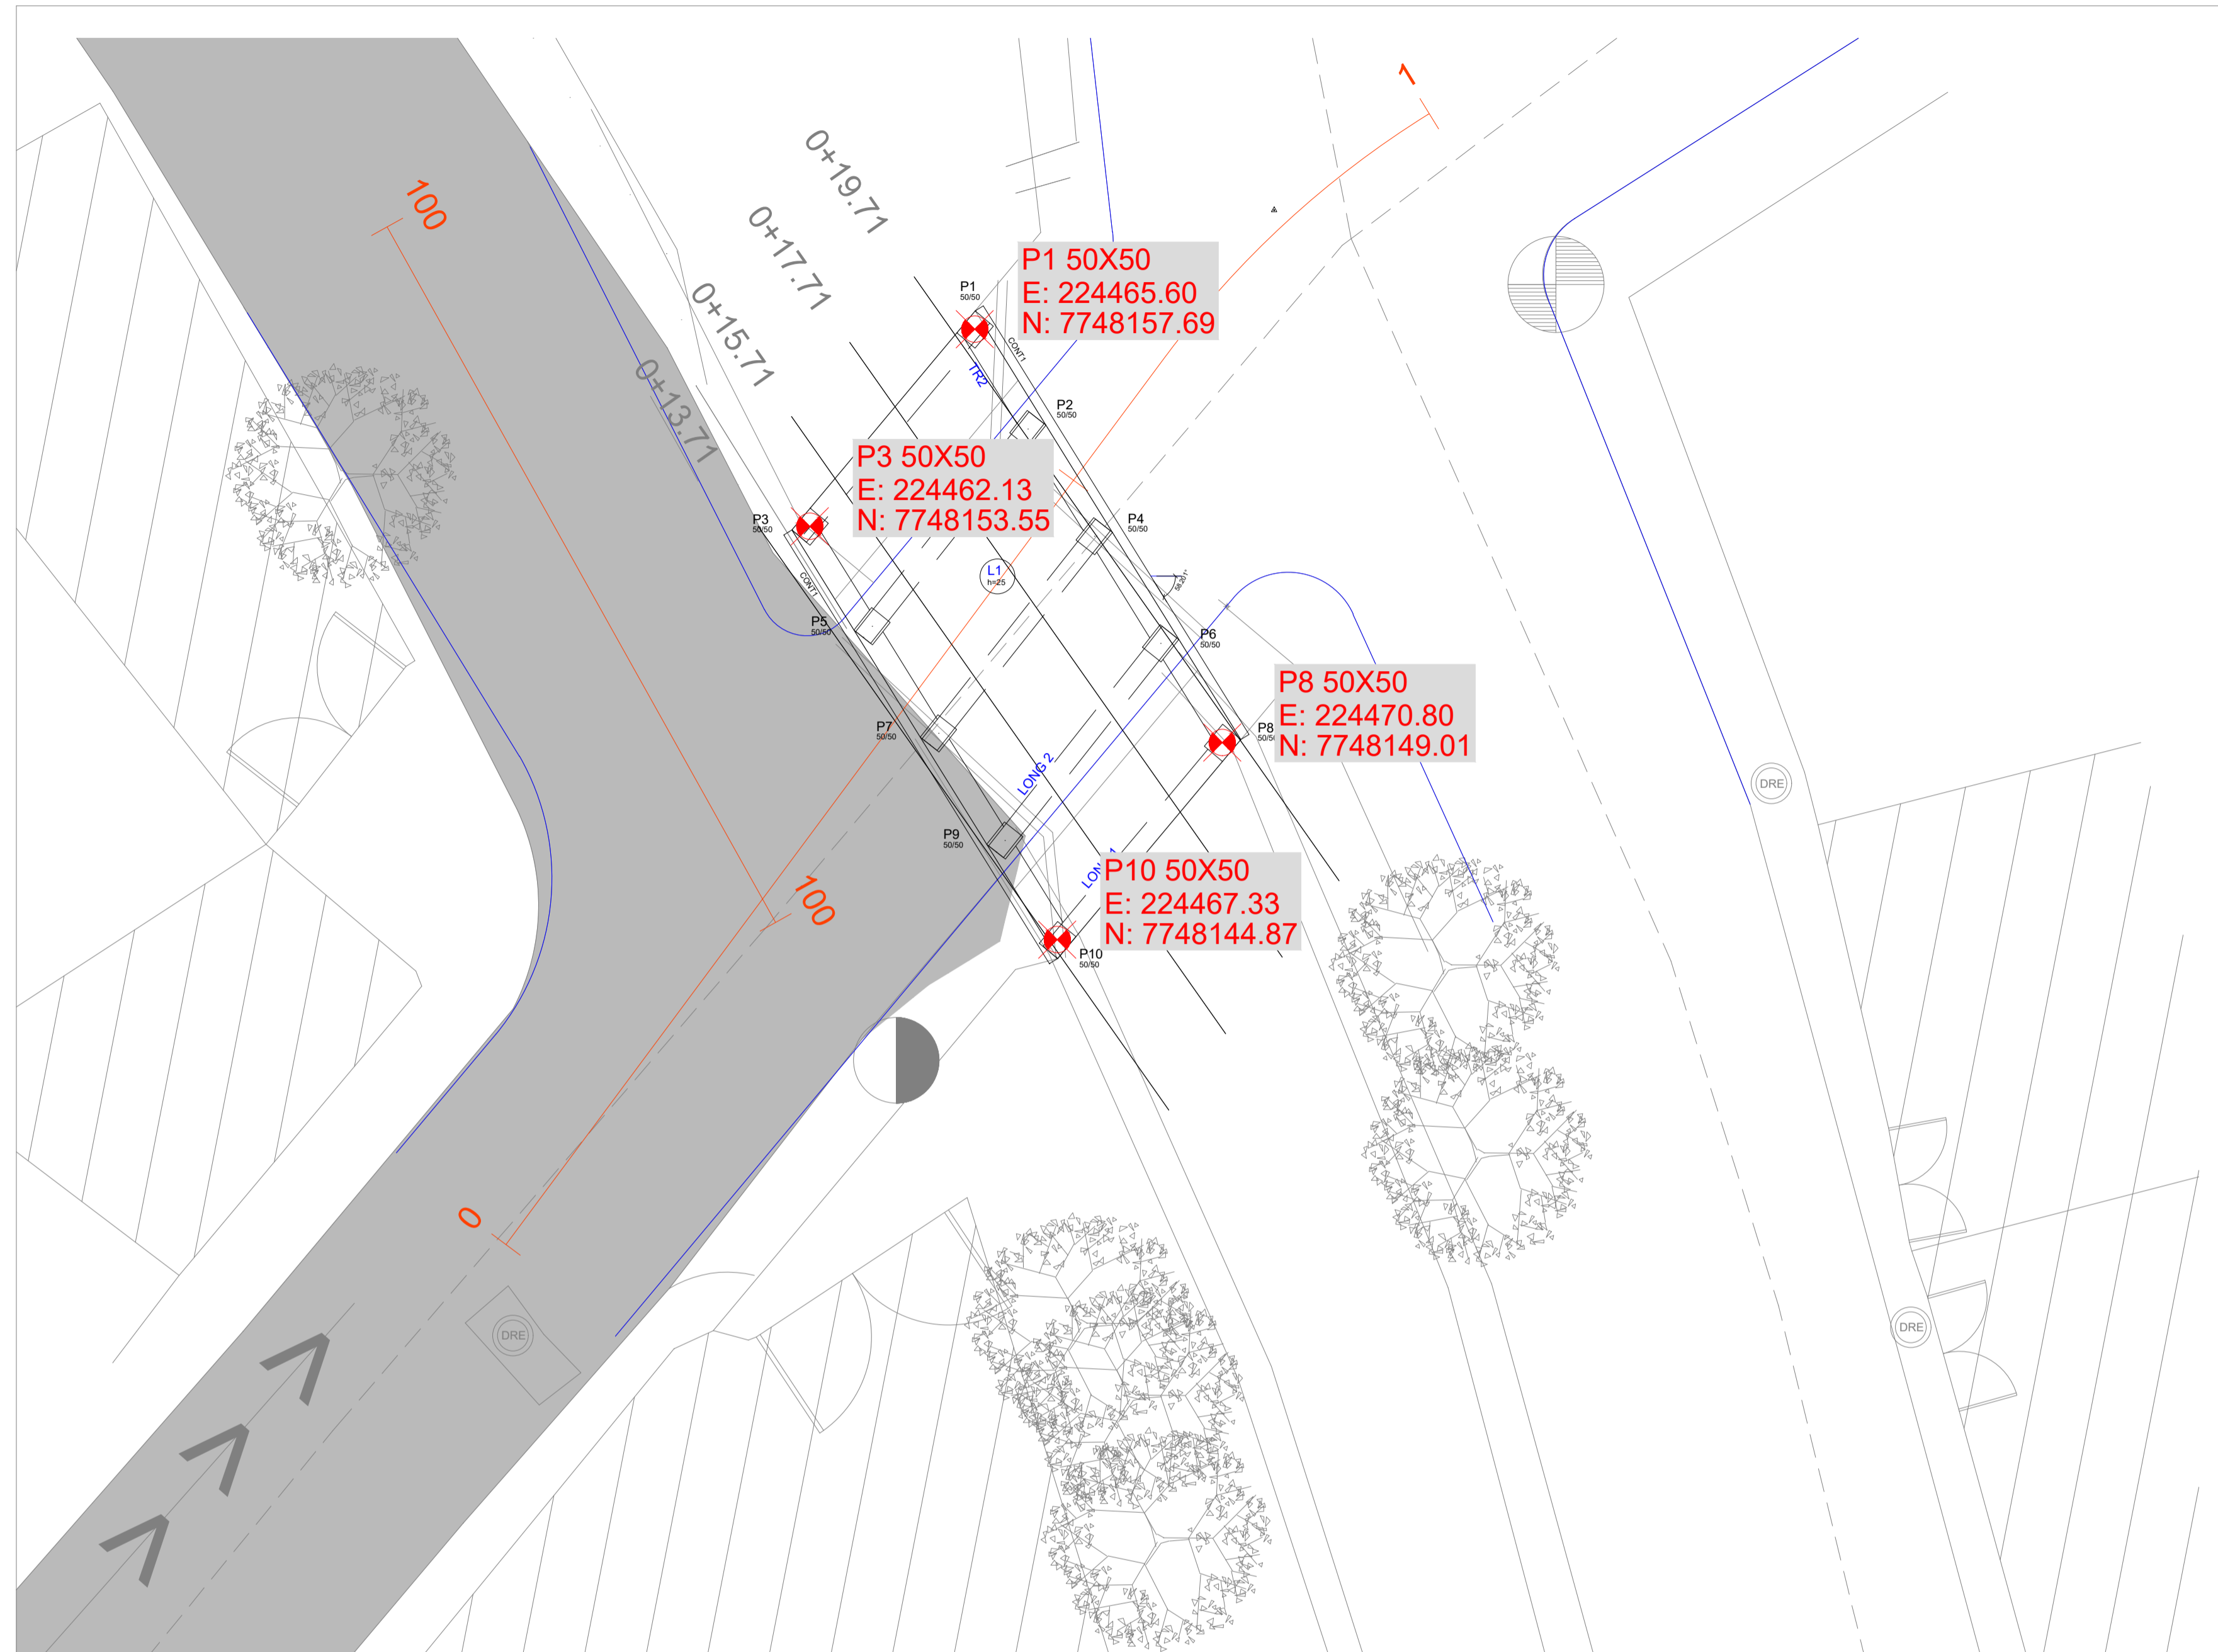 1
100
0+19.71
0+17.71
0+15.71
0+13.71
P1
50/50
P1 50X50
E: 224465.60
N: 7748157.69
CONT1
TR2
P2
50/50
P3 50X50
E: 224462.13
N: 7748153.55
P3
50/50
P4
50/50
L1
h=25
CONT1
P5
50/50
P6
50/50
P8 50X50
E: 224470.80
N: 7748149.01
P7
50/50
P8
50/50
LONG 2
DRE
P9
50/50
P10 50X50
E: 224467.33
N: 7748144.87
100
P10
50/50
0
DRE
DRE